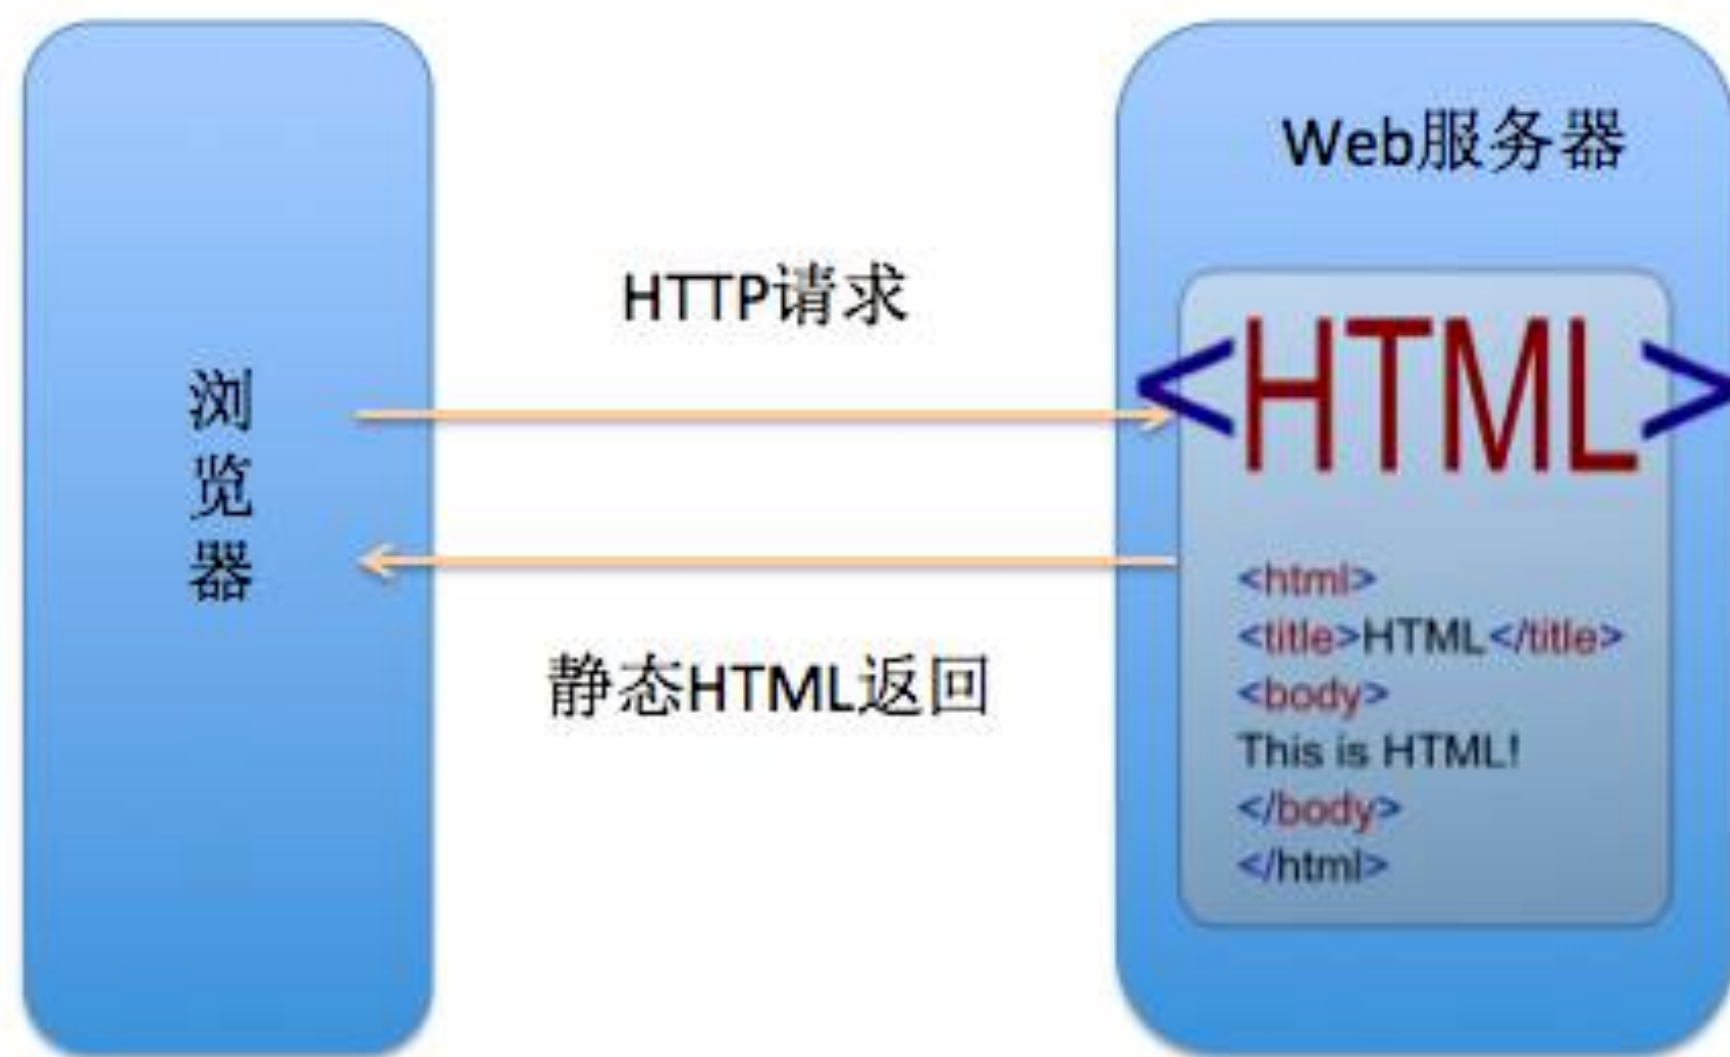 浏览器
HTTP请求
静态HTML返回
Web服务器
<HTML>
<html>
<title>HTML</title>
<body>
This is HTML!
</body>
</html>